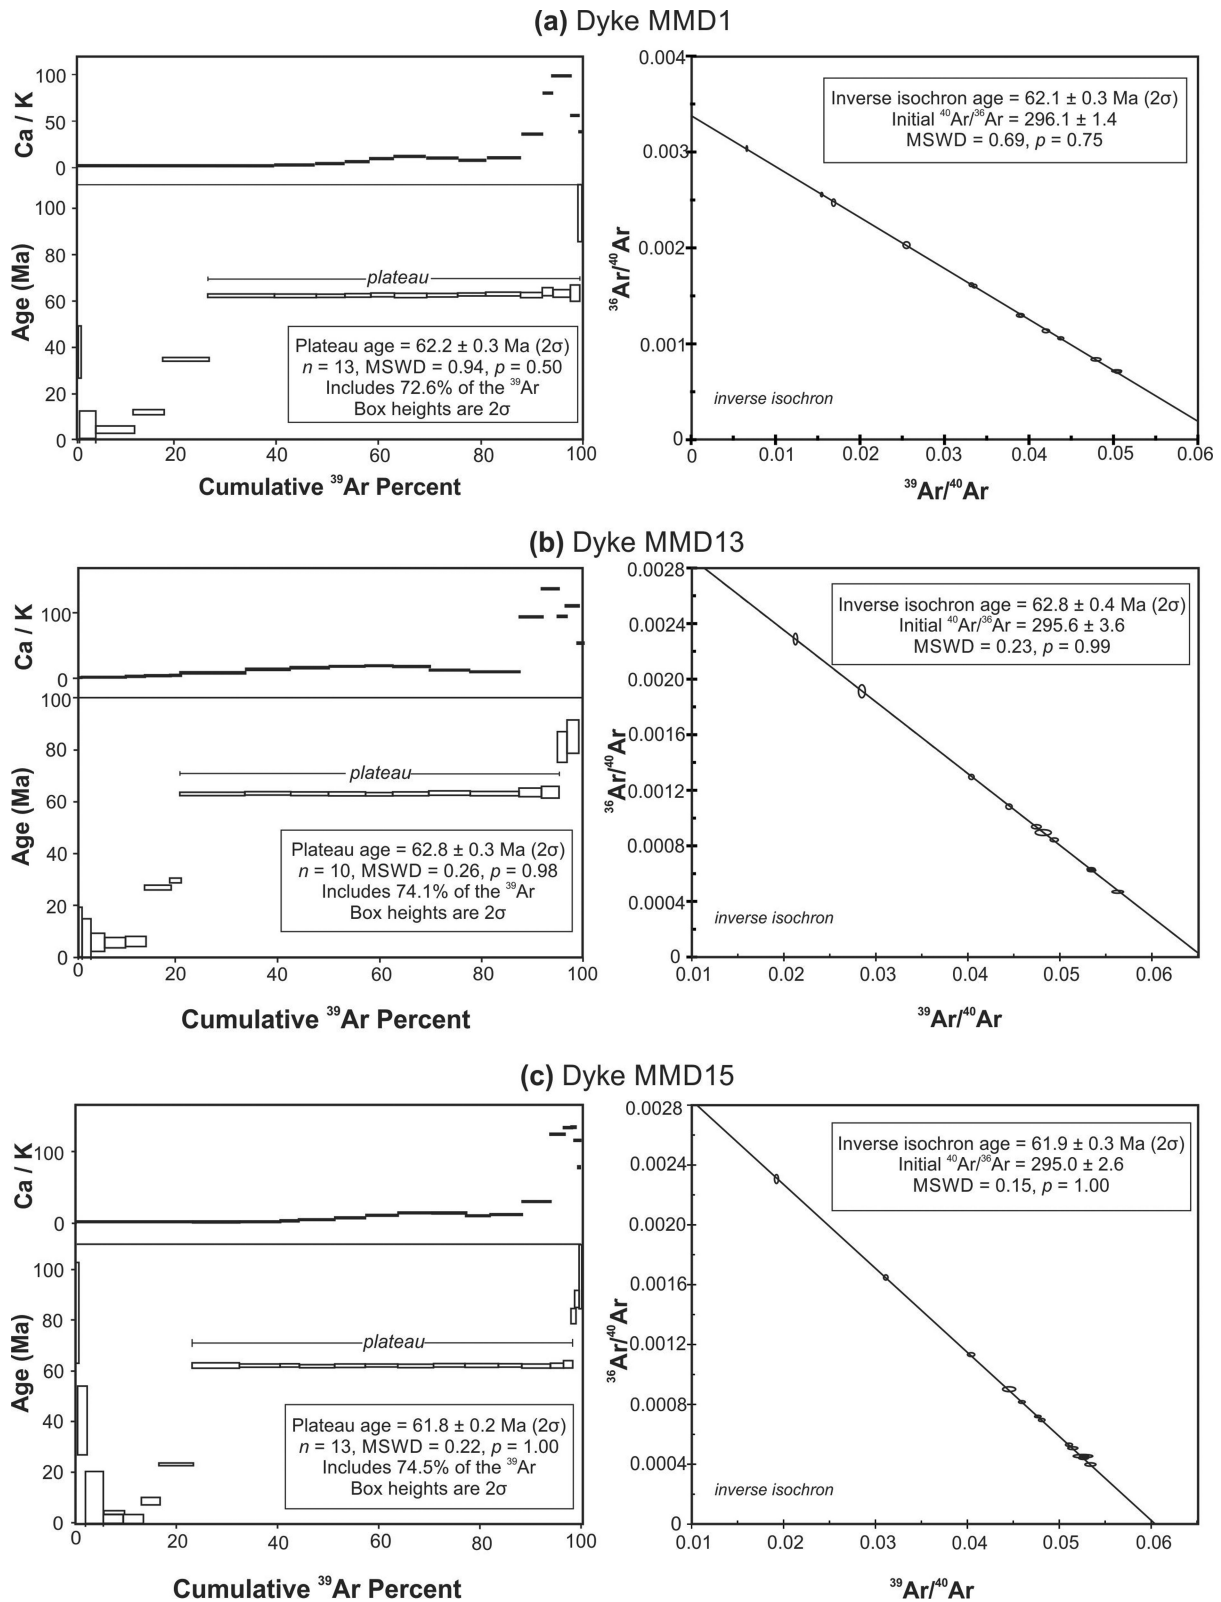 (a) Dyke MMD1
100
50
0
Ca / K
100
80
60
40
20
0
Age (Ma)
plateau
Plateau age = 62.2 ± 0.3 Ma (2σ)
n = 13, MSWD = 0.94, p = 0.50
Includes 72.6% of the ³⁹Ar
Box heights are 2σ
0 20 40 60 80 100
Cumulative ³⁹Ar Percent
0.004
0.003
0.002
0.001
0
³⁶Ar/⁴⁰Ar
Inverse isochron age = 62.1 ± 0.3 Ma (2σ)
Initial ⁴⁰Ar/³⁶Ar = 296.1 ± 1.4
MSWD = 0.69, p = 0.75
inverse isochron
0 0.01 0.02 0.03 0.04 0.05 0.06
³⁹Ar/⁴⁰Ar
(b) Dyke MMD13
100
0
Ca / K
100
80
60
40
20
0
Age (Ma)
plateau
Plateau age = 62.8 ± 0.3 Ma (2σ)
n = 10, MSWD = 0.26, p = 0.98
Includes 74.1% of the ³⁹Ar
Box heights are 2σ
0 20 40 60 80 100
Cumulative ³⁹Ar Percent
0.0028
0.0024
0.0020
0.0016
0.0012
0.0008
0.0004
0
³⁶Ar/⁴⁰Ar
Inverse isochron age = 62.8 ± 0.4 Ma (2σ)
Initial ⁴⁰Ar/³⁶Ar = 295.6 ± 3.6
MSWD = 0.23, p = 0.99
inverse isochron
0.01 0.02 0.03 0.04 0.05 0.06
³⁹Ar/⁴⁰Ar
(c) Dyke MMD15
100
0
Ca / K
100
80
60
40
20
0
Age (Ma)
plateau
Plateau age = 61.8 ± 0.2 Ma (2σ)
n = 13, MSWD = 0.22, p = 1.00
Includes 74.5% of the ³⁹Ar
Box heights are 2σ
0 20 40 60 80 100
Cumulative ³⁹Ar Percent
0.0028
0.0024
0.0020
0.0016
0.0012
0.0008
0.0004
0
³⁶Ar/⁴⁰Ar
Inverse isochron age = 61.9 ± 0.3 Ma (2σ)
Initial ⁴⁰Ar/³⁶Ar = 295.0 ± 2.6
MSWD = 0.15, p = 1.00
inverse isochron
0.01 0.02 0.03 0.04 0.05 0.06
³⁹Ar/⁴⁰Ar